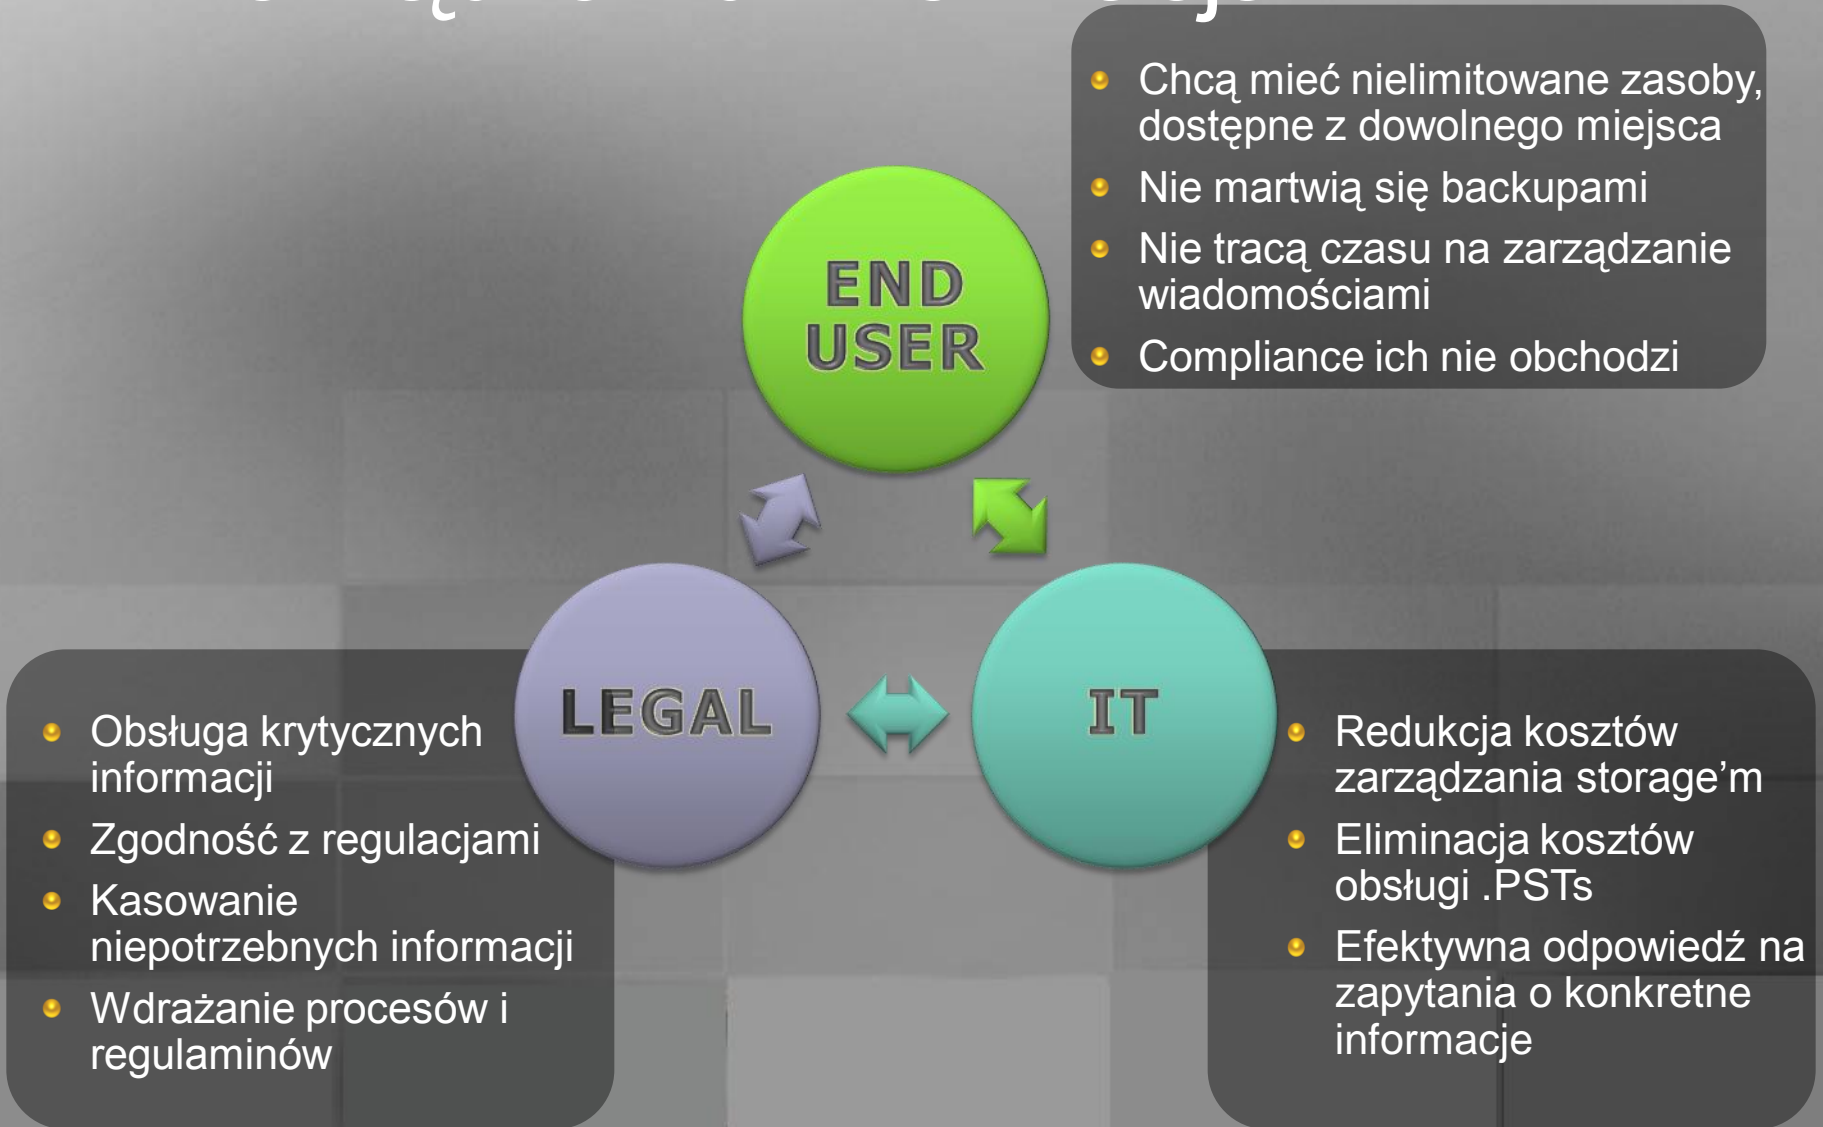 Chcą mieć nielimitowane zasoby,
dostępne z dowolnego miejsca
Nie martwią się backupami
Nie tracą czasu na zarządzanie
wiadomościami
Compliance ich nie obchodzi
END
USER
LEGAL
IT
Obsługa krytycznych
informacji
Zgodność z regulacjami
Kasowanie
niepotrzebnych informacji
Wdrażanie procesów i
regulaminów
Redukcja kosztów
zarządzania storage’m
Eliminacja kosztów
obsługi .PSTs
Efektywna odpowiedź na
zapytania o konkretne
informacje